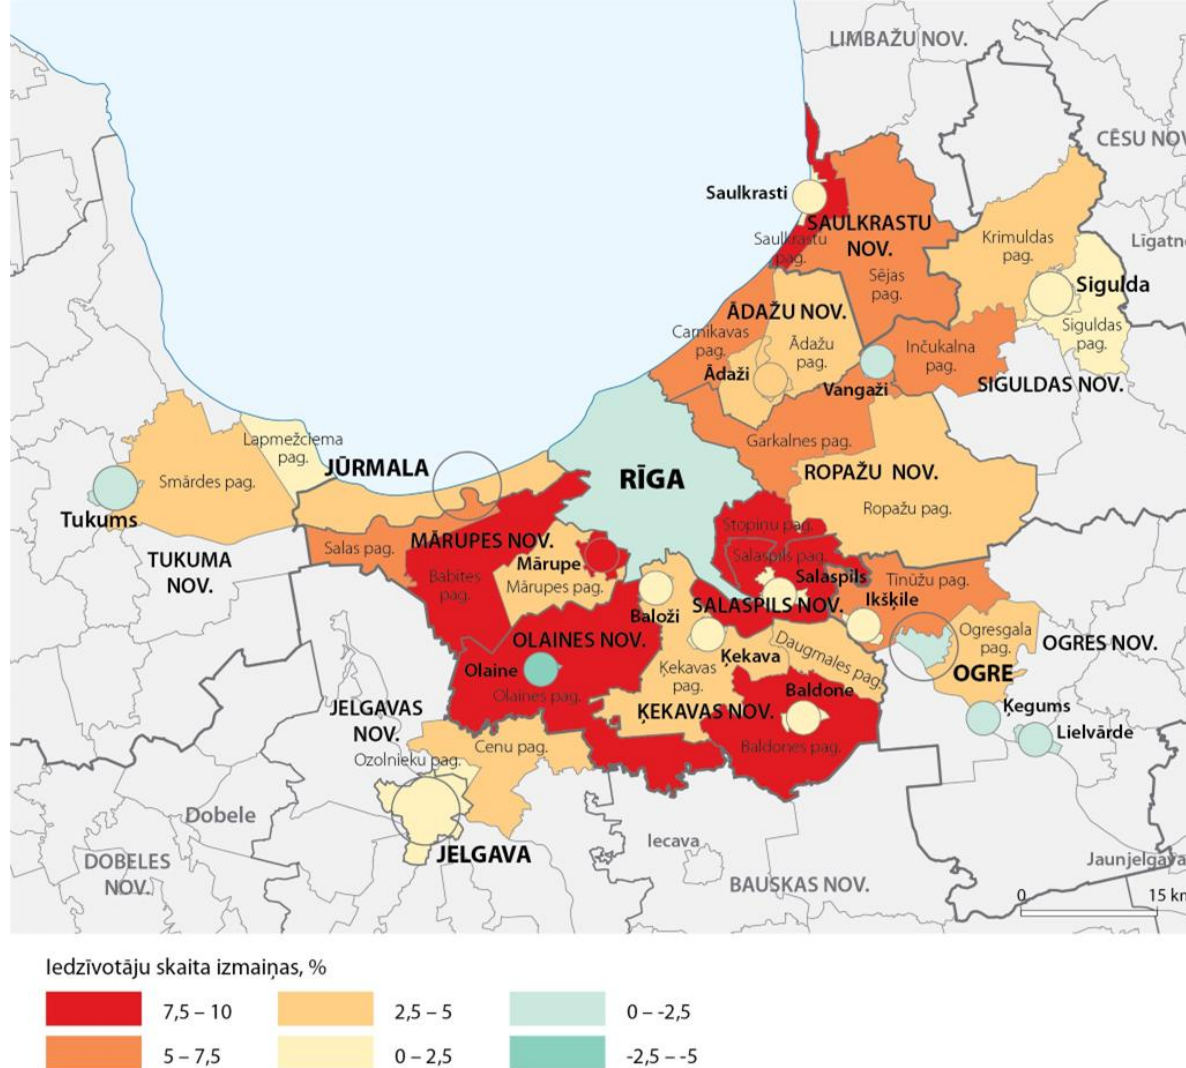 LIMBAŽU NOV.
CĒSU NOV
Saulkrasti
SAULKRASTU
NOV.
Saulkrastu
pag.
Krimuldas
pag.
Līgatn
Sējas
pag.
Sigulda
Siguldas
pag.
ĀDAŽU NOV.
Carnikavas
pag.
Ādažu
pag.
Inčukalna
pag.
Ādaži
Vangaži
SIGULDAS NOV.
Lapmežciema
pag.
JŪRMALA
Garkalnes pag.
RĪGA
ROPAŽU NOV.
Smārdes pag.
Ropažu pag.
Tukums
TUKUMA
NOV.
Salas pag.
MĀRUPES NOV.
Mārupe
Stopiņu pag.
Salaspils pag.
Babītes
pag.
Mārupes pag.
Salaspils
Tīnūžu pag.
Ikšķile
Baloži
SALASPILS NOV.
OLAINES NOV.
Ogresgala
pag.
OGRES NOV.
Ķekava
Daugmales pag.
Olaine
Olaines pag.
Ķekavas
pag.
OGRE
Baldone
JELGAVAS
NOV.
ĶEKAVAS NOV.
Ķegums
Lielvārde
Cenu pag.
Baldones pag.
Ozolnieku pag.
Dobele
Iecava
JELGAVA
DOBELES
NOV.
Jaunjelgava
BAUSKAS NOV.
0 15 km
Iedzīvotāju skaita izmaiņas, %
7,5 – 10 2,5 – 5 0 – -2,5
5 – 7,5 0 – 2,5 -2,5 – -5